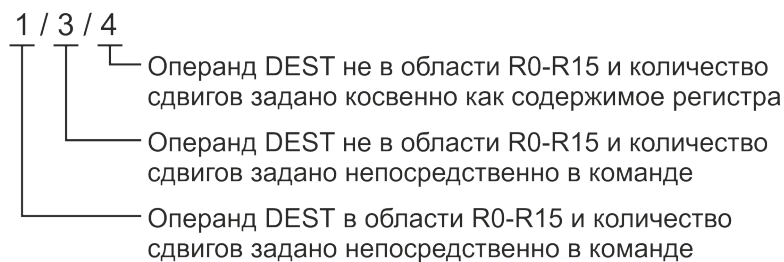 1 / 3 / 4
Операнд DEST не в области R0-R15 и количество
сдвигов задано косвенно как содержимое регистра
Операнд DEST не в области R0-R15 и количество
сдвигов задано непосредственно в команде
Операнд DEST в области R0-R15 и количество
сдвигов задано непосредственно в команде